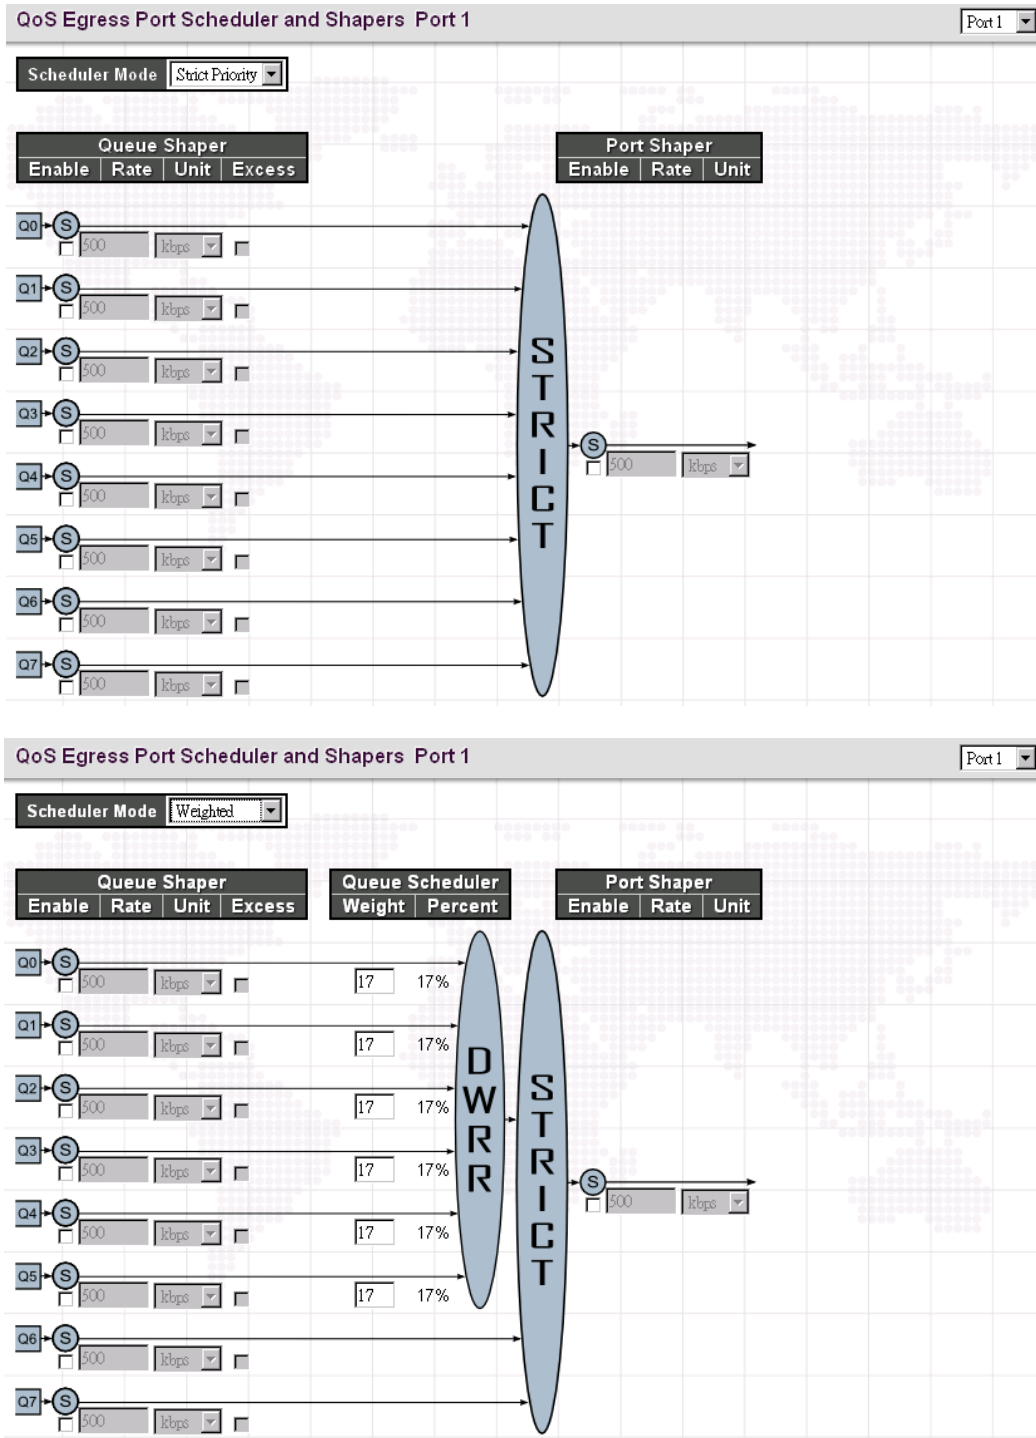 QoS Egress Port Scheduler and Shapers Port 1 Port 1
Scheduler Mode Strict Priority
Queue Shaper Port Shaper
Enable Rate Unit Excess Enable Rate Unit
Q0 S
500 kbps
Q1 S
500 kbps
Q2 S
500 kbps
Q3 S
500 kbps
Q4 S
500 kbps
Q5 S
500 kbps
Q6 S
500 kbps
Q7 S
500 kbps
STRICT
S
500 kbps
QoS Egress Port Scheduler and Shapers Port 1 Port 1
Scheduler Mode Weighted
Queue Shaper Queue Scheduler Port Shaper
Enable Rate Unit Excess Weight Percent Enable Rate Unit
Q0 S
500 kbps 17 17%
Q1 S
500 kbps 17 17%
Q2 S
500 kbps 17 17%
Q3 S
500 kbps 17 17%
Q4 S
500 kbps 17 17%
Q5 S
500 kbps 17 17%
Q6 S
500 kbps
Q7 S
500 kbps
DWRR
STRICT
S
500 kbps